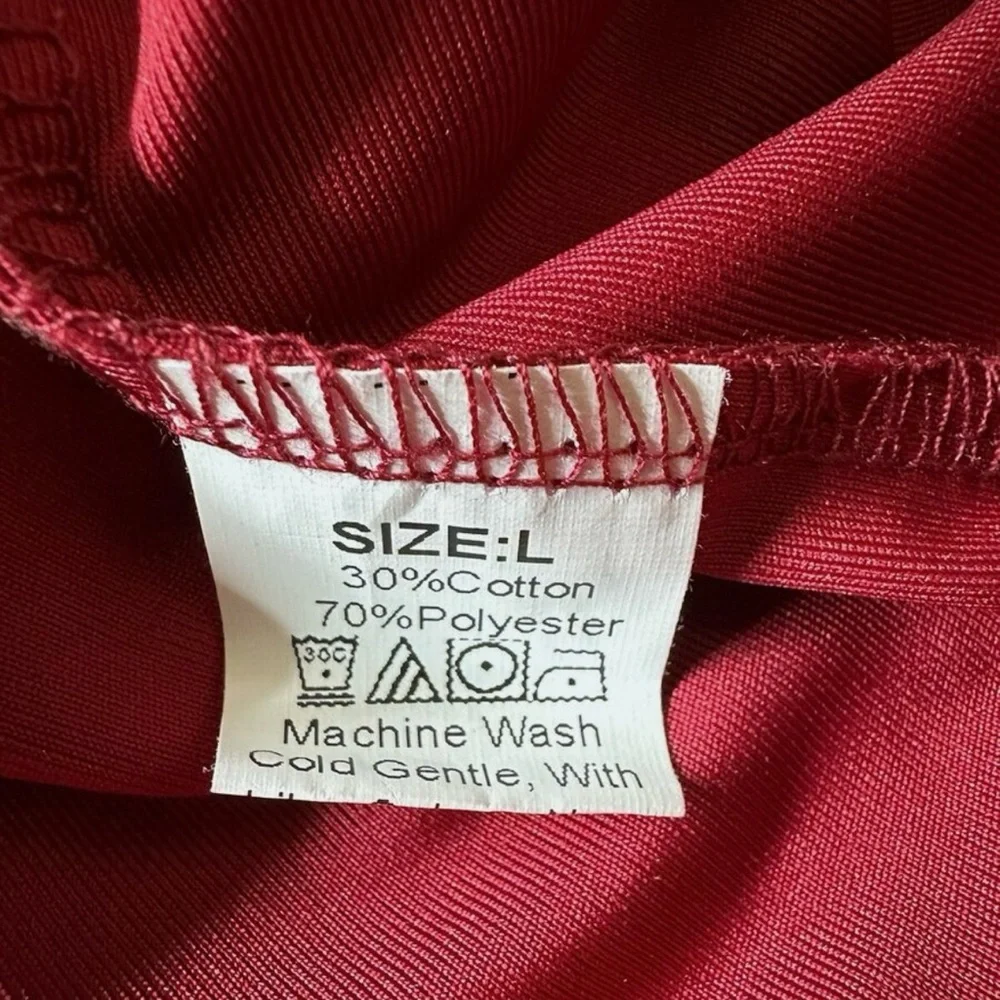 SIZE:L
30%Cotton
70%Polyester
30C
Machine Wash
Cold Gentle, With